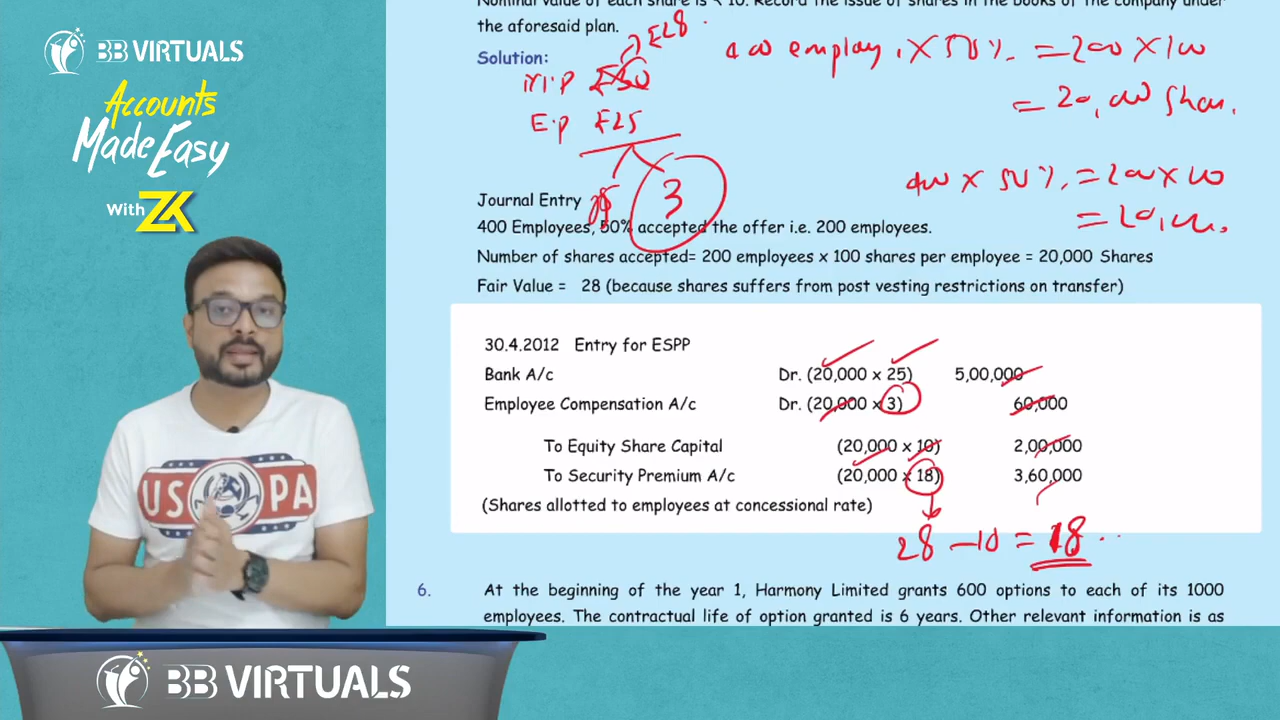 BB VIRTUALS
Accounts
Made Easy
With ZK
Nominal value of each share is ₹ 10. Record the issue of shares in the books of the company under
the aforesaid plan.
Solution:
₹28
M.P ₹30
E.P ₹25
3
400 employ. X 50% = 200 X 100
= 20,000 Shar.
400 X 50% = 200 X 100
= 20,000.
Journal Entry
400 Employees, 50% accepted the offer i.e. 200 employees.
Number of shares accepted= 200 employees x 100 shares per employee = 20,000 Shares
Fair Value = 28 (because shares suffers from post vesting restrictions on transfer)
30.4.2012 Entry for ESPP
Bank A/c Dr. (20,000 x 25) 5,00,000
Employee Compensation A/c Dr. (20,000 x 3) 60,000
To Equity Share Capital (20,000 x 10) 2,00,000
To Security Premium A/c (20,000 x 18) 3,60,000
(Shares allotted to employees at concessional rate)
28 - 10 = 18
6. At the beginning of the year 1, Harmony Limited grants 600 options to each of its 1000
employees. The contractual life of option granted is 6 years. Other relevant information is as
US PA
BB VIRTUALS